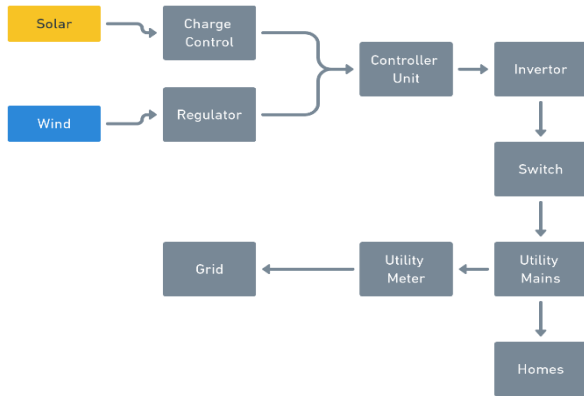 Solar
Charge
Control
Controller
Unit
Invertor
Wind
Regulator
Switch
Grid
Utility
Meter
Utility
Mains
Homes